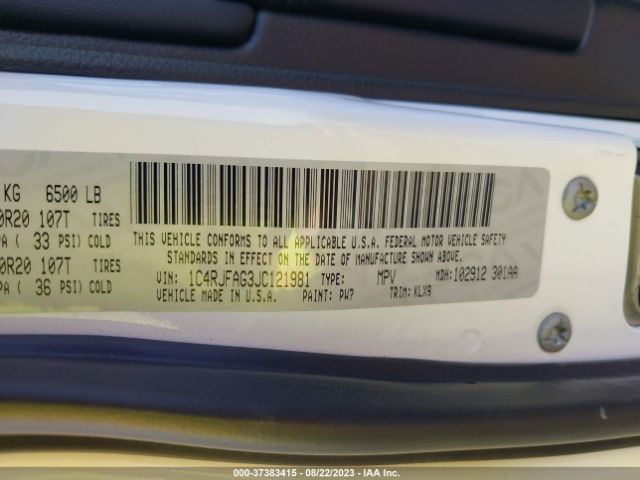 KG 6500 LB
0R20 107T TIRES
PA ( 33 PSI) COLD
0R20 107T TIRES
PA ( 36 PSI) COLD
THIS VEHICLE CONFORMS TO ALL APPLICABLE U.S.A. FEDERAL MOTOR VEHICLE SAFETY
STANDARDS IN EFFECT ON THE DATE OF MANUFACTURE SHOWN ABOVE.
VIN: 1C4RJFAG3JC121981 TYPE: MPV MDH: 102912 301AA
VEHICLE MADE IN U.S.A. PAINT: PW7 TRIM: KLX9
000-37383415 - 08/22/2023 - IAA Inc.